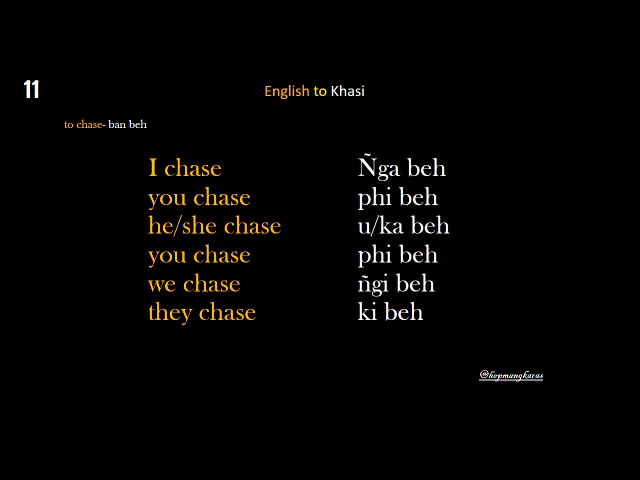 11
English to Khasi
to chase- ban beh
I chase Ñga beh
you chase phi beh
he/she chase u/ka beh
you chase phi beh
we chase ñgi beh
they chase ki beh
@hopmangkaras